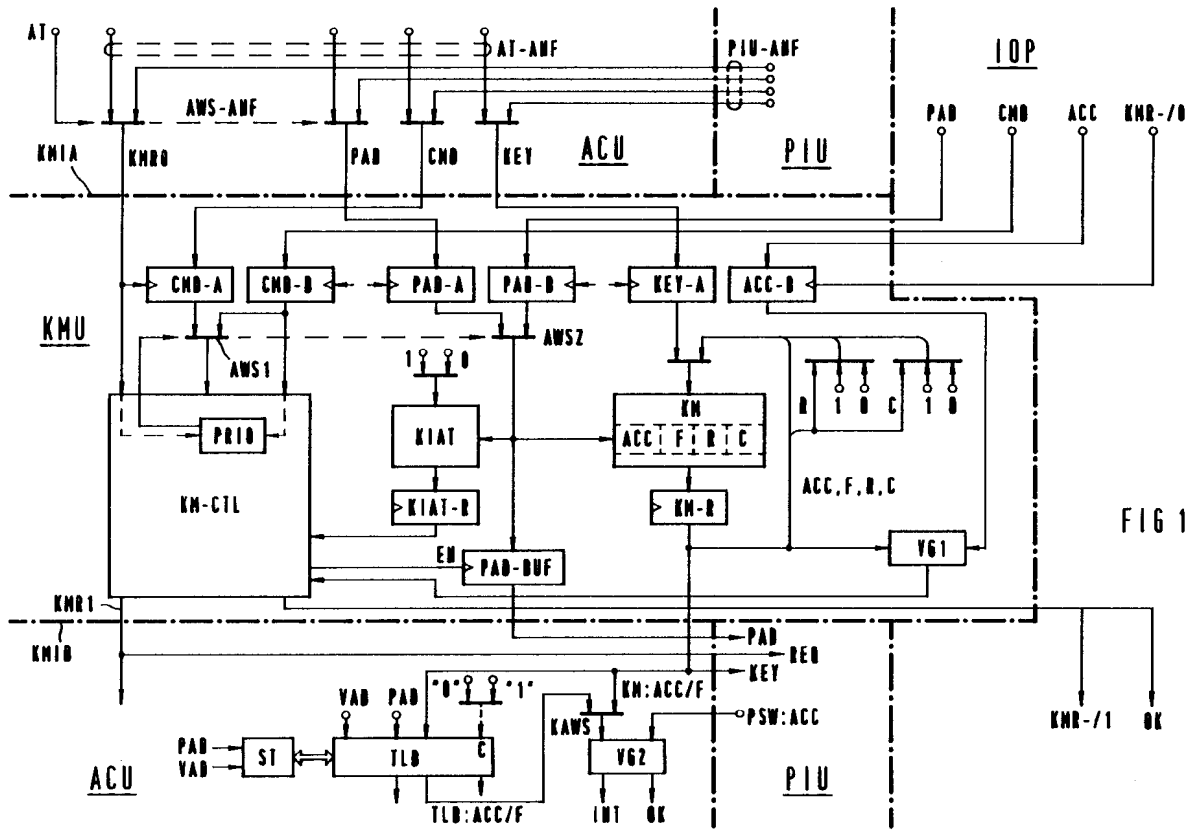 AT
AT-ANF
PIU-ANF
IOP
AWS-ANF
PAD
CMD
ACC
KMR-/0
KMIA
KMR0
PAD
CMD
KEY
ACU
PIU
CMD-A
CMD-B
PAD-A
PAD-B
KEY-A
ACC-B
KMU
AWS1
AWS2
1
0
R
1
0
C
1
0
PRIO
KIAT
KM
ACC
F
R
C
KM-CTL
KIAT-R
KM-R
ACC,F,R,C
FIG 1
EN
PAD-BUF
VG1
KMR1
KMIB
PAD
REQ
KEY
VAD
PAD
"0"
"1"
KM:ACC/F
KAWS
PSW:ACC
KMR-/1
OK
PAD
VAD
ST
TLB
C
VG2
ACU
TLB:ACC/F
INT
OK
PIU